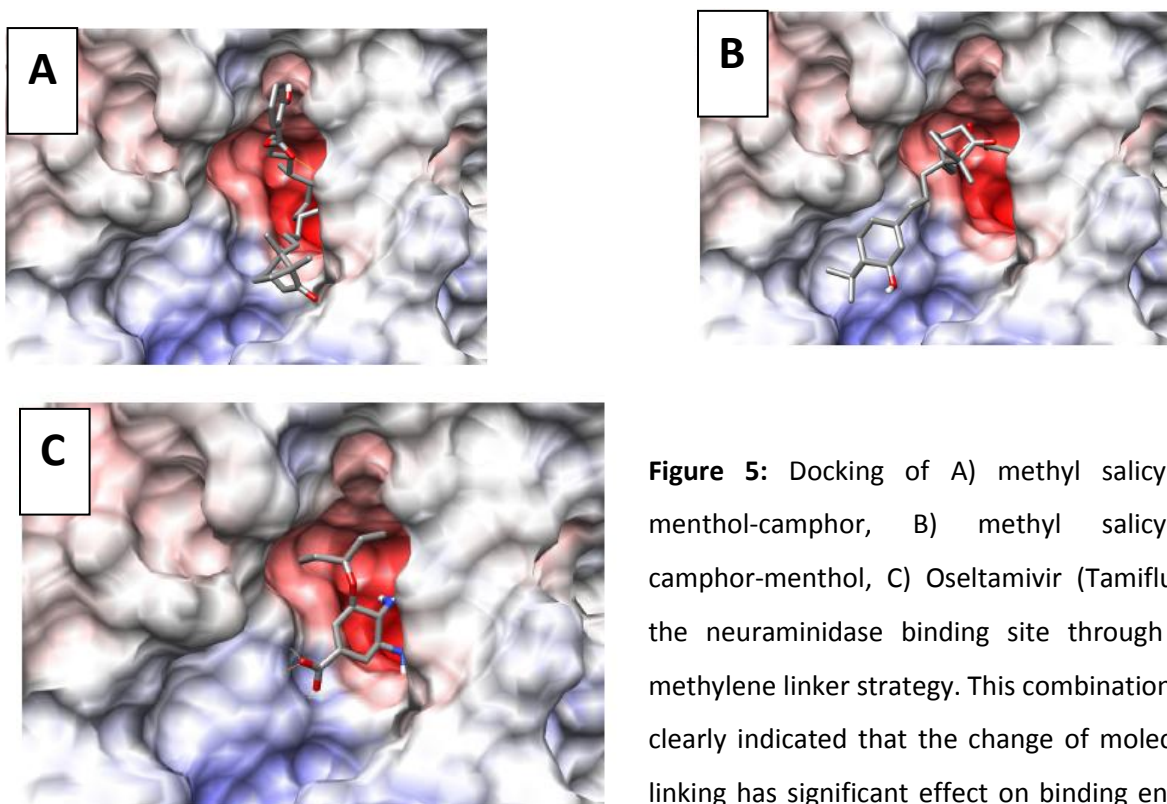 A
B
C
Figure 5: Docking of A) methyl salicy
menthol-camphor, B) methyl salicy
camphor-menthol, C) Oseltamivir (Tamiflu
the neuraminidase binding site through
methylene linker strategy. This combination
clearly indicated that the change of molec
linking has significant effect on binding en